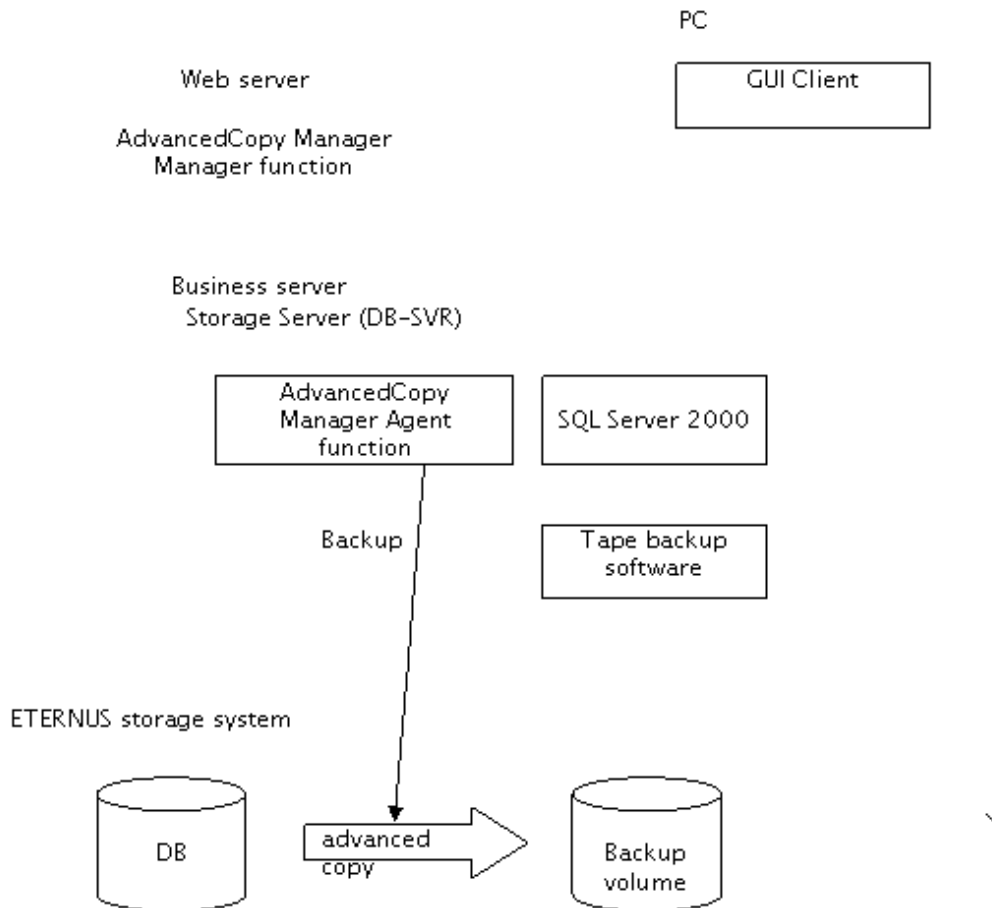 PC
Web server
GUI Client
AdvancedCopy Manager
Manager function
Business server
Storage Server (DB-SVR)
AdvancedCopy
Manager Agent
function
SQL Server 2000
Backup
Tape backup
software
ETERNUS storage system
DB
advanced
copy
Backup
volume